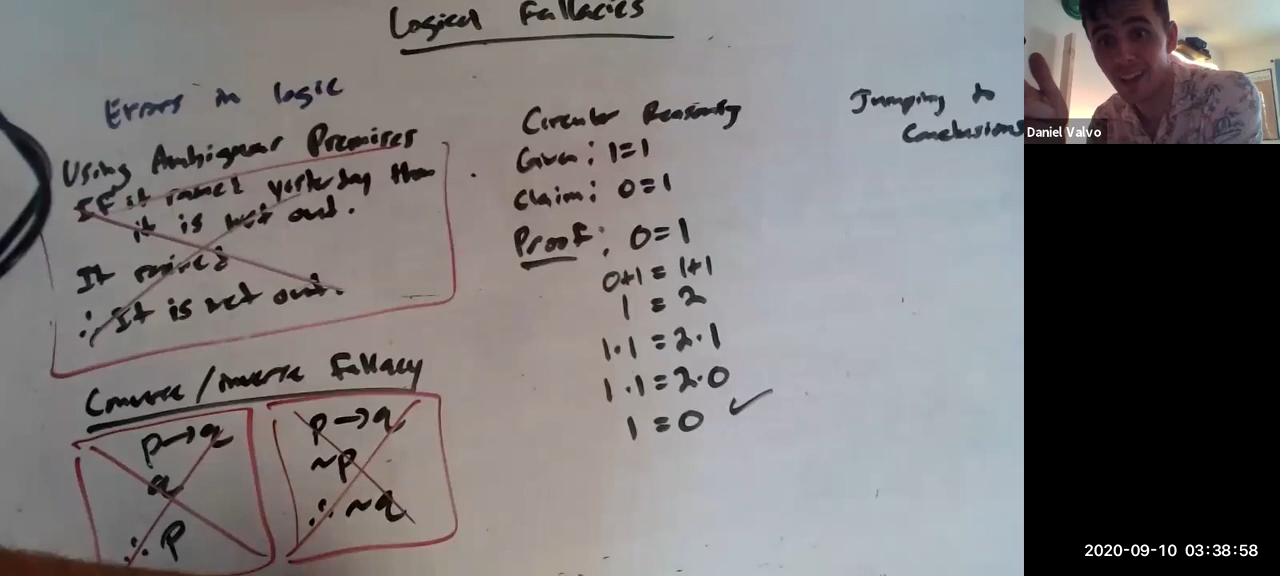 Logical Fallacies
Errors in logic
Using Ambiguous Premises
If it rained yesterday then
it is wet out.
It rained
∴ It is wet out.
Converse/inverse Fallacy
p→q
q
∴ p
p→q
~p
∴ ~q
Circular Reasoning
Given: 1=1
Claim: 0=1
Proof: 0=1
0+1 = 1+1
1 = 2
1·1 = 2·1
1·1 = 2·0
1 = 0 ✓
Jumping to
Conclusions
Daniel Valvo
2020-09-10 03:38:58